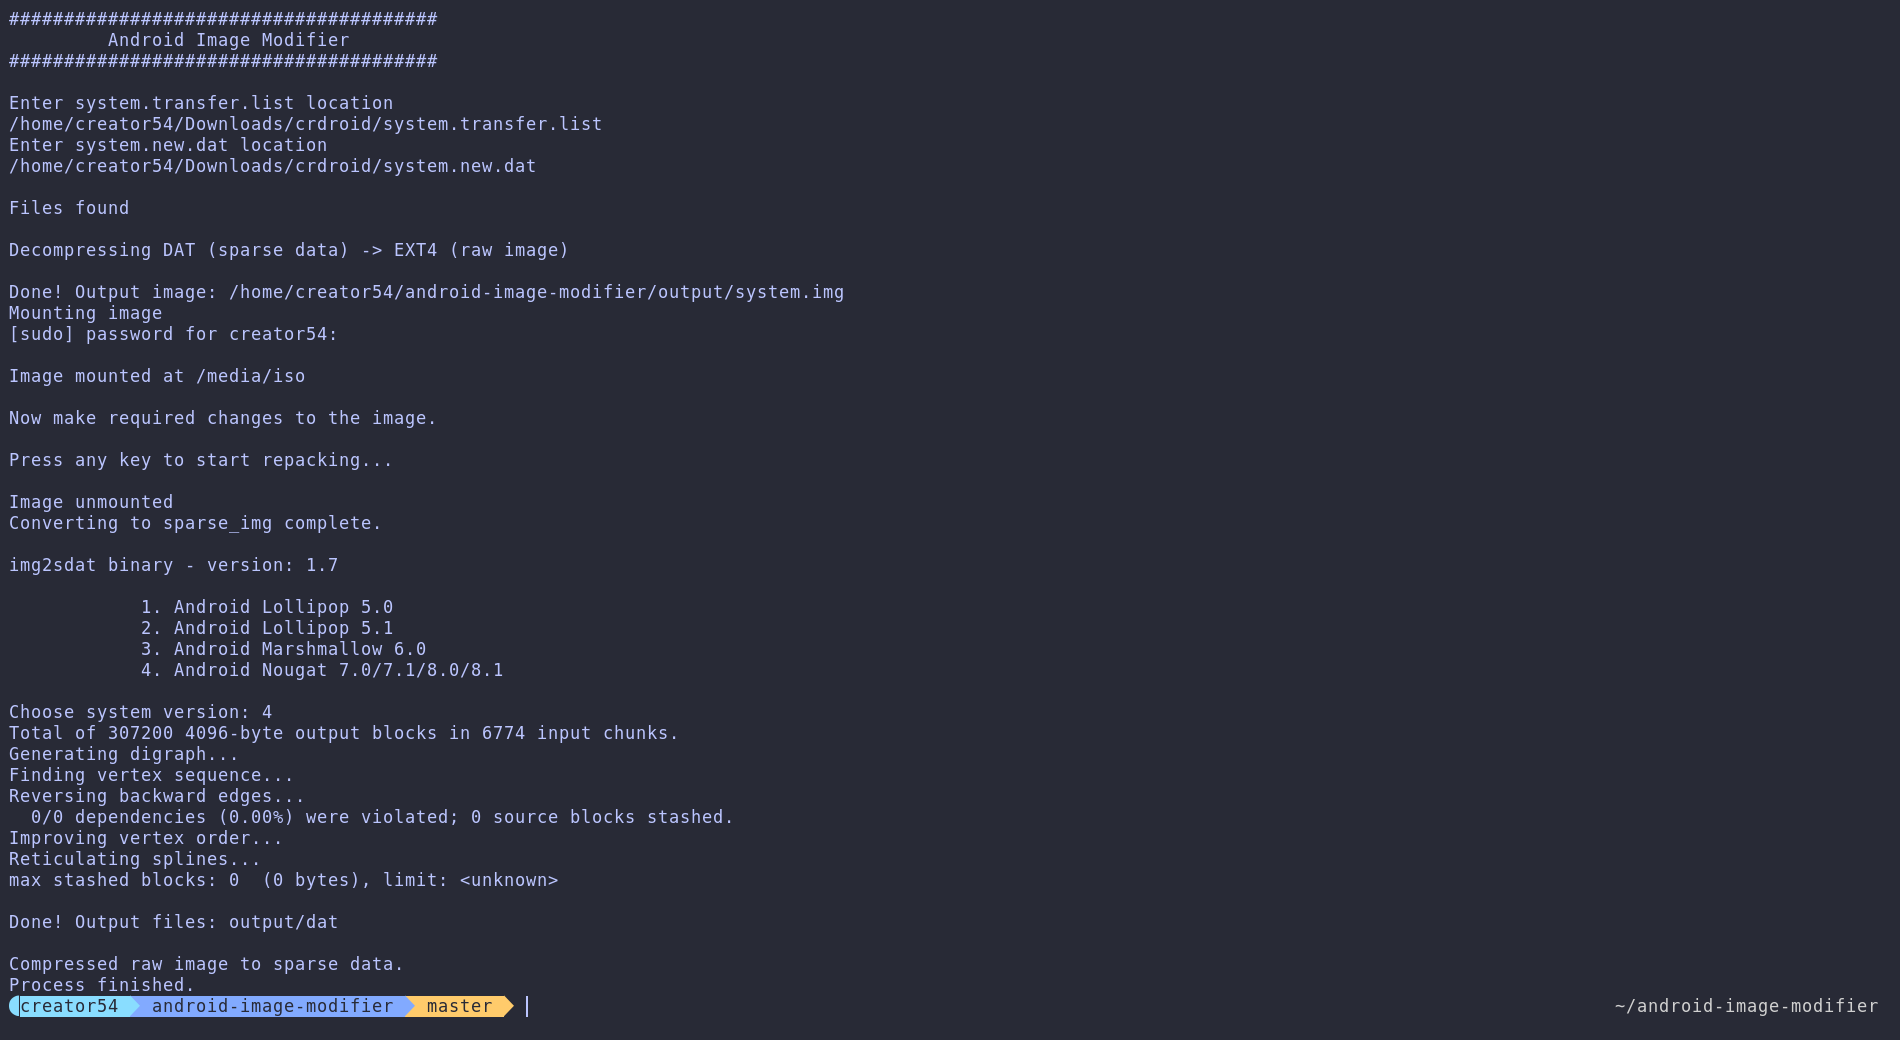 #######################################
Android Image Modifier
#######################################
Enter system.transfer.list location
/home/creator54/Downloads/crdroid/system.transfer.list
Enter system.new.dat location
/home/creator54/Downloads/crdroid/system.new.dat
Files found
Decompressing DAT (sparse data) -> EXT4 (raw image)
Done! Output image: /home/creator54/android-image-modifier/output/system.img
Mounting image
[sudo] password for creator54:
Image mounted at /media/iso
Now make required changes to the image.
Press any key to start repacking...
Image unmounted
Converting to sparse_img complete.
img2sdat binary - version: 1.7
1. Android Lollipop 5.0
2. Android Lollipop 5.1
3. Android Marshmallow 6.0
4. Android Nougat 7.0/7.1/8.0/8.1
Choose system version: 4
Total of 307200 4096-byte output blocks in 6774 input chunks.
Generating digraph...
Finding vertex sequence...
Reversing backward edges...
0/0 dependencies (0.00%) were violated; 0 source blocks stashed.
Improving vertex order...
Reticulating splines...
max stashed blocks: 0  (0 bytes), limit: <unknown>
Done! Output files: output/dat
Compressed raw image to sparse data.
Process finished.
creator54 android-image-modifier master ~/android-image-modifier